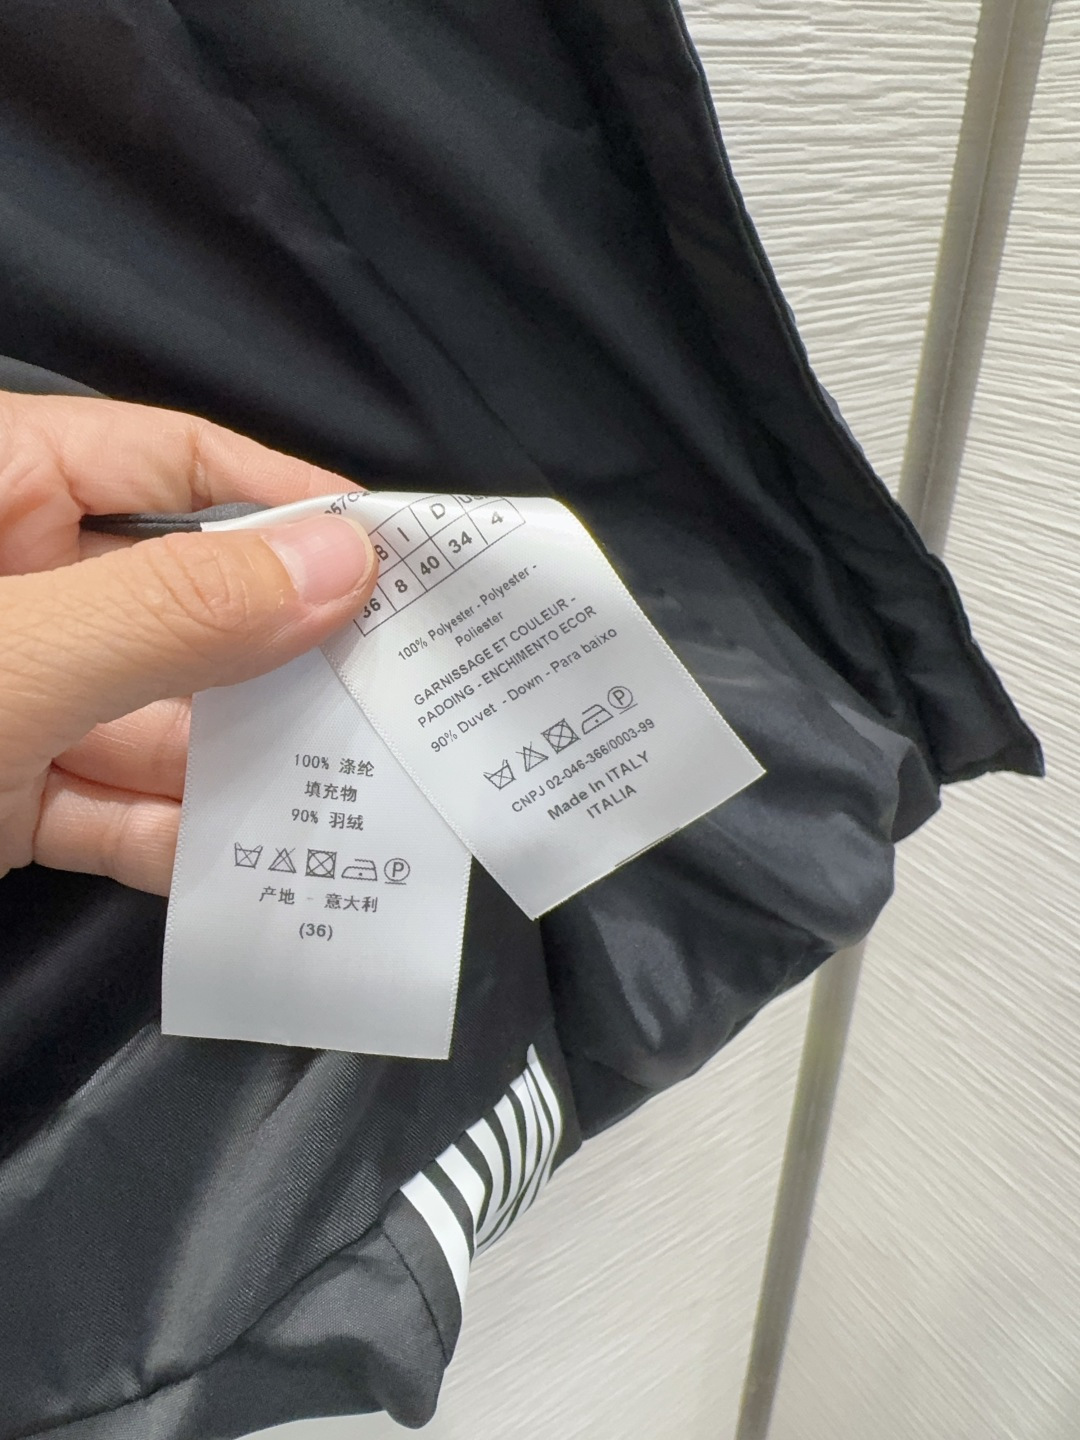 I D
36 8 40 34 4
100% Polyester - Polyester -
Poliester
GARNISSAGE ET COULEUR -
PADOING - ENCHIMENTO ECOR
90% Duvet - Down - Para baixo
P
CNPJ 02-046-366/0003-99
Made In ITALY
ITALIA
100% 涤纶
填充物
90% 羽绒
P
产地 - 意大利
(36)